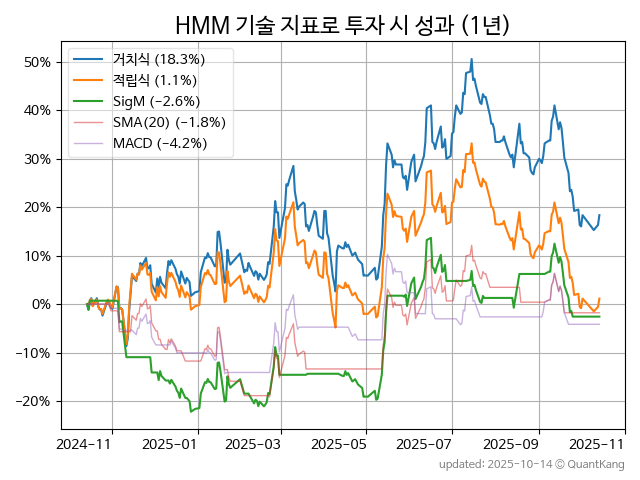 HMM 기술 지표로 투자 시 성과 (1년)
거치식 (18.3%)
적립식 (1.1%)
SigM (−2.6%)
SMA(20) (−1.8%)
MACD (−4.2%)
50%
40%
30%
20%
10%
0%
−10%
−20%
2024-11 2025-01 2025-03 2025-05 2025-07 2025-09 2025-11
updated: 2025-10-14 © QuantKang